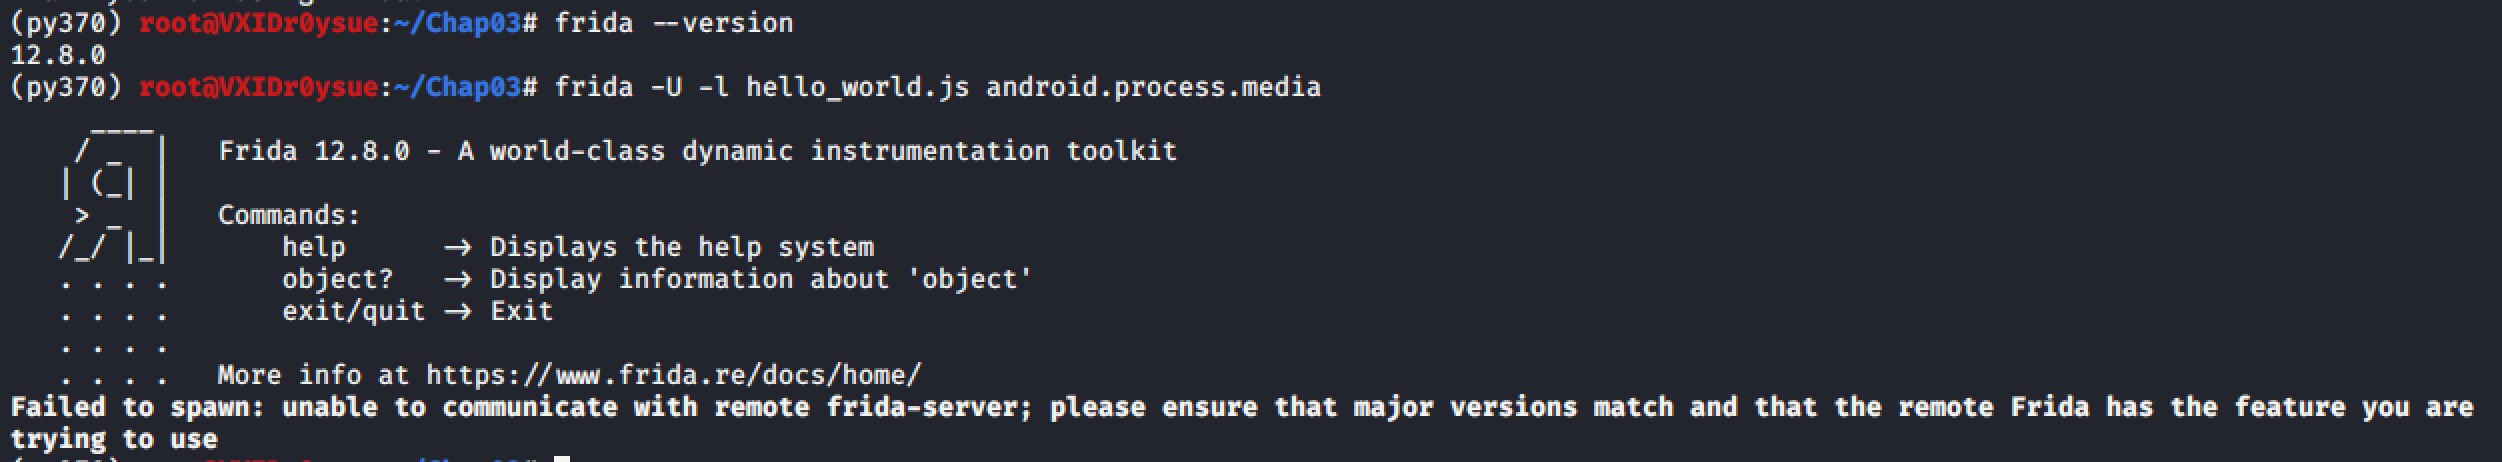 (py370) root@VXIDr0ysue:~/Chap03# frida --version
12.8.0
(py370) root@VXIDr0ysue:~/Chap03# frida -U -l hello_world.js android.process.media
     ____
    / _  |   Frida 12.8.0 - A world-class dynamic instrumentation toolkit
   | (_| |
    > _  |   Commands:
   /_/ |_|       help      -> Displays the help system
   . . . .       object?   -> Display information about 'object'
   . . . .       exit/quit -> Exit
   . . . .
   . . . .   More info at https://www.frida.re/docs/home/
Failed to spawn: unable to communicate with remote frida-server; please ensure that major versions match and that the remote Frida has the feature you are
trying to use